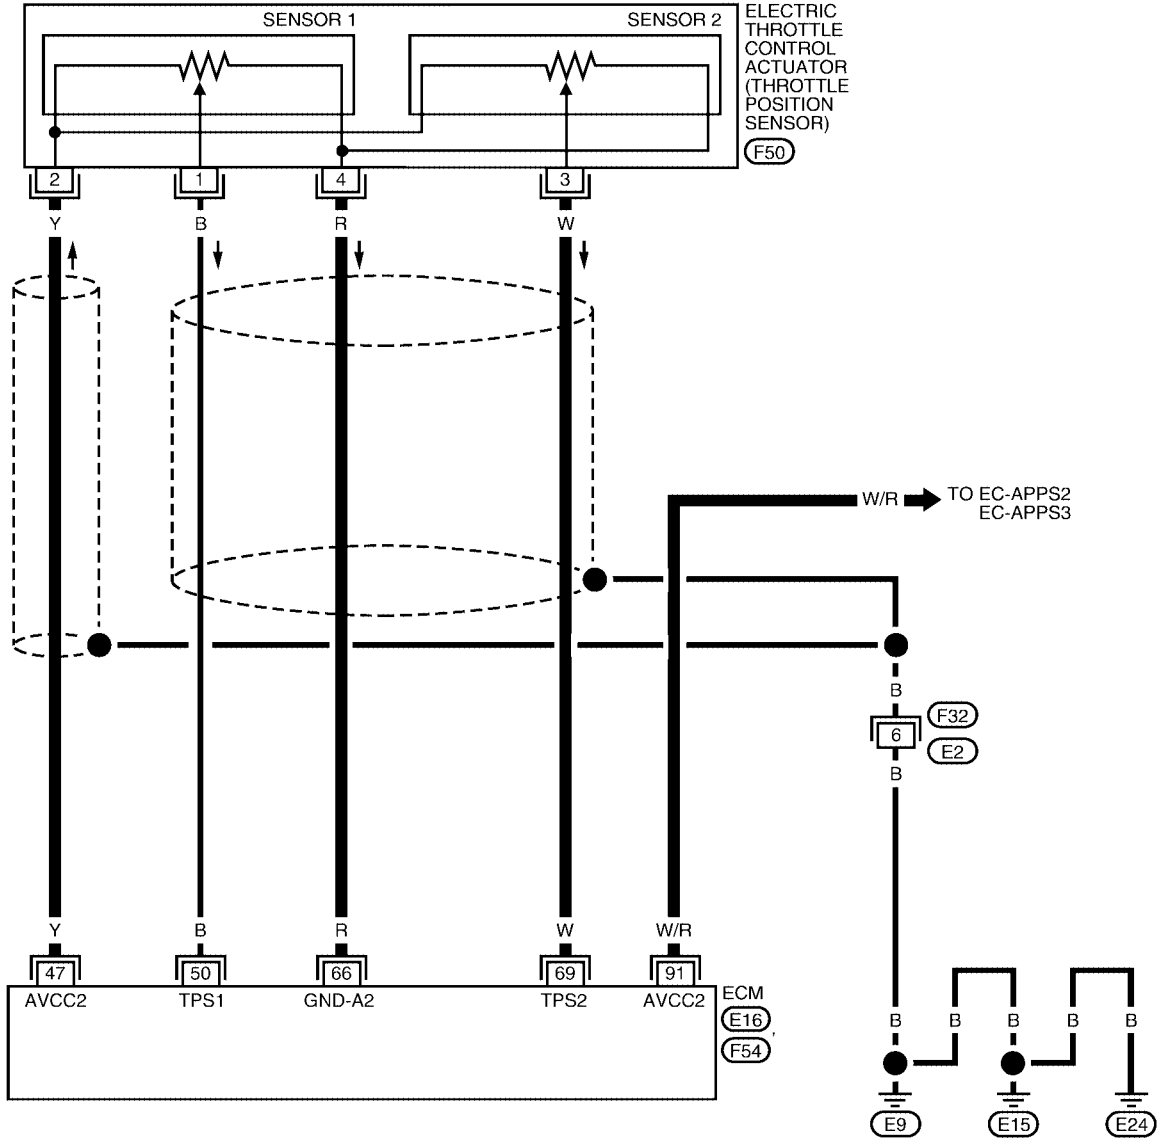 SENSOR 1
SENSOR 2
ELECTRIC
THROTTLE
CONTROL
ACTUATOR
(THROTTLE
POSITION
SENSOR)
F50
2
1
4
3
Y
B
R
W
W/R
TO EC-APPS2
EC-APPS3
B
F32
6
E2
B
Y
B
R
W
W/R
47
50
66
69
91
AVCC2
TPS1
GND-A2
TPS2
AVCC2
ECM
E16 ,
F54
B
B
B
B
B
E9
E15
E24